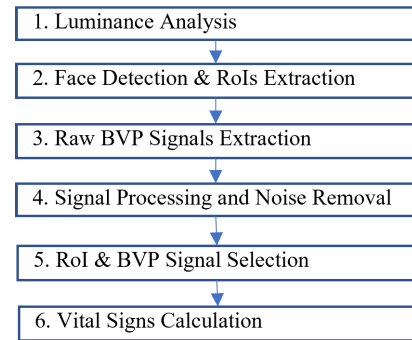 1. Luminance Analysis
2. Face Detection & RoIs Extraction
3. Raw BVP Signals Extraction
4. Signal Processing and Noise Removal
5. RoI & BVP Signal Selection
6. Vital Signs Calculation